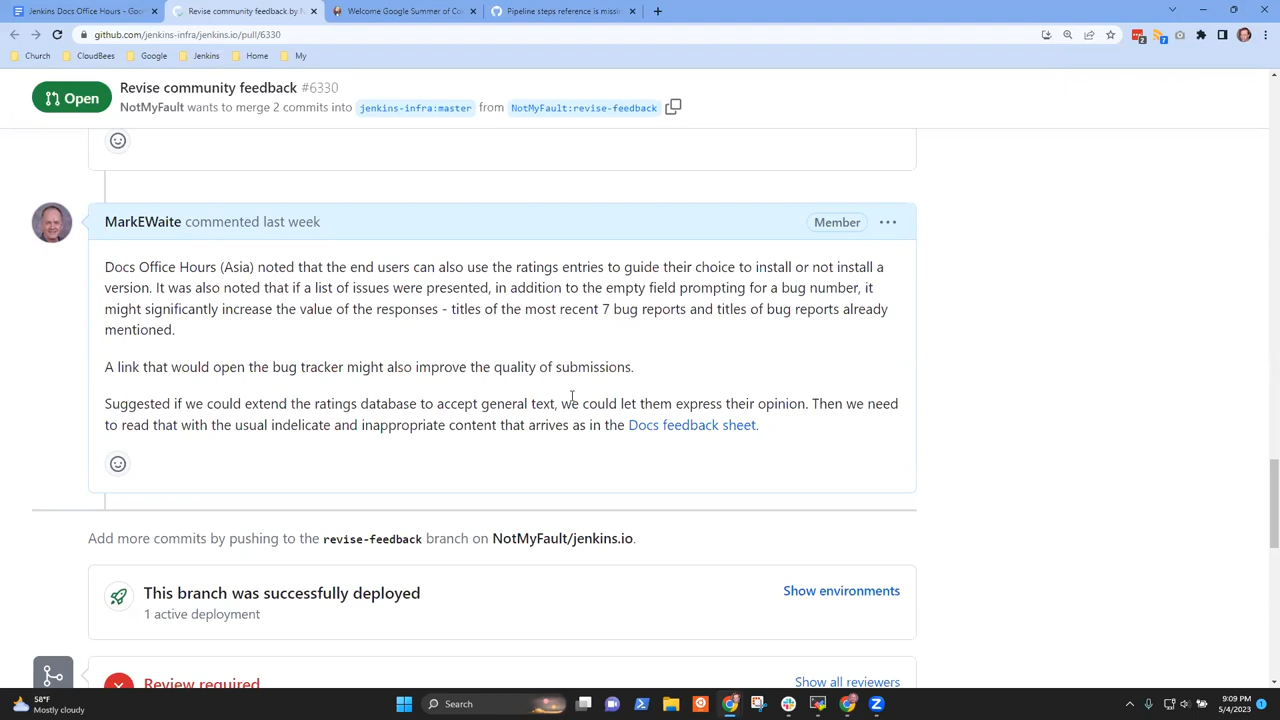 Jenkins Docs Office Hours - Goo
Revise community feedback by N
Welcome Google Summer of Co
Pipeline steps reference is missin
github.com/jenkins-infra/jenkins.io/pull/6330
2
7
Church
CloudBees
Google
Jenkins
Home
My
Open
Revise community feedback #6330
NotMyFault wants to merge 2 commits into jenkins-infra:master from NotMyFault:revise-feedback
MarkEWaite commented last week
Member
Docs Office Hours (Asia) noted that the end users can also use the ratings entries to guide their choice to install or not install a
version. It was also noted that if a list of issues were presented, in addition to the empty field prompting for a bug number, it
might significantly increase the value of the responses - titles of the most recent 7 bug reports and titles of bug reports already
mentioned.
A link that would open the bug tracker might also improve the quality of submissions.
Suggested if we could extend the ratings database to accept general text, we could let them express their opinion. Then we need
to read that with the usual indelicate and inappropriate content that arrives as in the Docs feedback sheet.
Add more commits by pushing to the revise-feedback branch on NotMyFault/jenkins.io.
This branch was successfully deployed
Show environments
1 active deployment
Review required
Show all reviewers
58°F
Mostly cloudy
Search
9:09 PM
5/4/2023